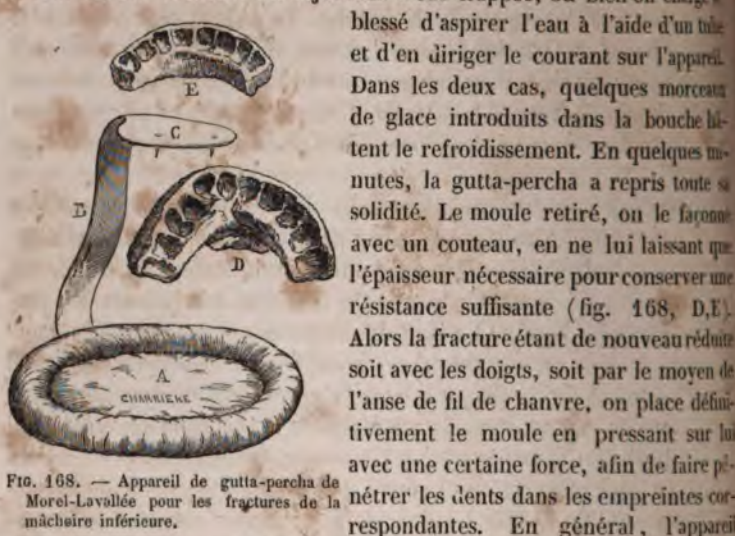 E
C
B
D
A
CHARRIERE
FIG. 168. — Appareil de gutta-percha de
Morel-Lavallée pour les fractures de la
mâchoire inférieure.
blessé d'aspirer l'eau à l'aide d'un tube
et d'en diriger le courant sur l'appareil.
Dans les deux cas, quelques morceaux
de glace introduits dans la bouche hâ-
tent le refroidissement. En quelques mi-
nutes, la gutta-percha a repris toute sa
solidité. Le moule retiré, on le façonne
avec un couteau, en ne lui laissant que
l'épaisseur nécessaire pour conserver une
résistance suffisante (fig. 168, D,E).
Alors la fracture étant de nouveau réduite
soit avec les doigts, soit par le moyen de
l'anse de fil de chanvre, on place défini-
tivement le moule en pressant sur lui
avec une certaine force, afin de faire pé-
nétrer les dents dans les empreintes cor-
respondantes. En général, l'appareil